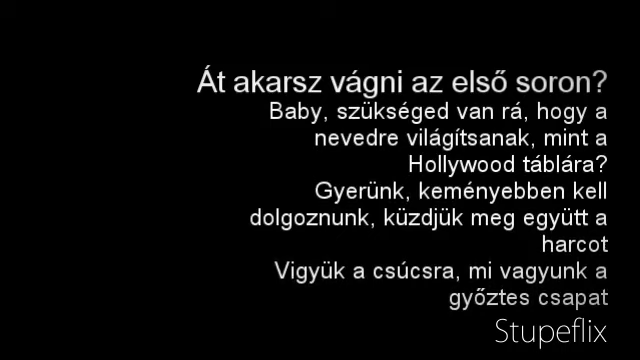 Át akarsz vágni az első soron?
Baby, szükséged van rá, hogy a
nevedre világítsanak, mint a
Hollywood táblára?
Gyerünk, keményebben kell
dolgoznunk, küzdjük meg együtt a
harcot
Vigyük a csúcsra, mi vagyunk a
győztes csapat
Stupeflix